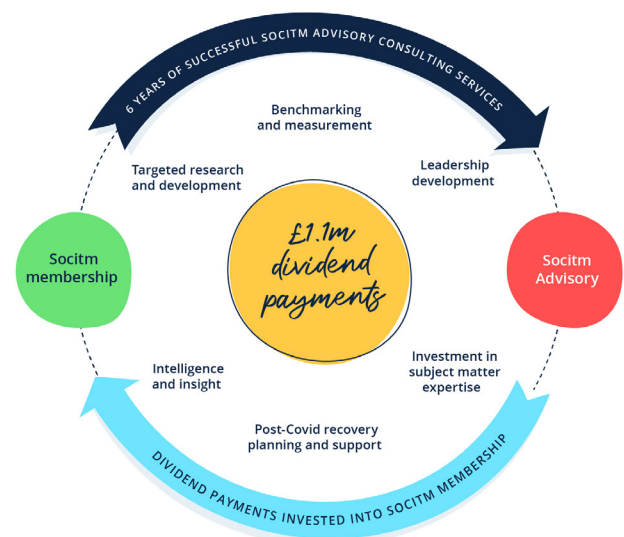 6 YEARS OF SUCCESSFUL SOCITM ADVISORY CONSULTING SERVICES
Benchmarking
and measurement
Targeted research
and development
Leadership
development
£1.1m
dividend
payments
Socitm
membership
Socitm
Advisory
Intelligence
and insight
Investment in
subject matter
expertise
Post-Covid recovery
planning and support
DIVIDEND PAYMENTS INVESTED INTO SOCITM MEMBERSHIP